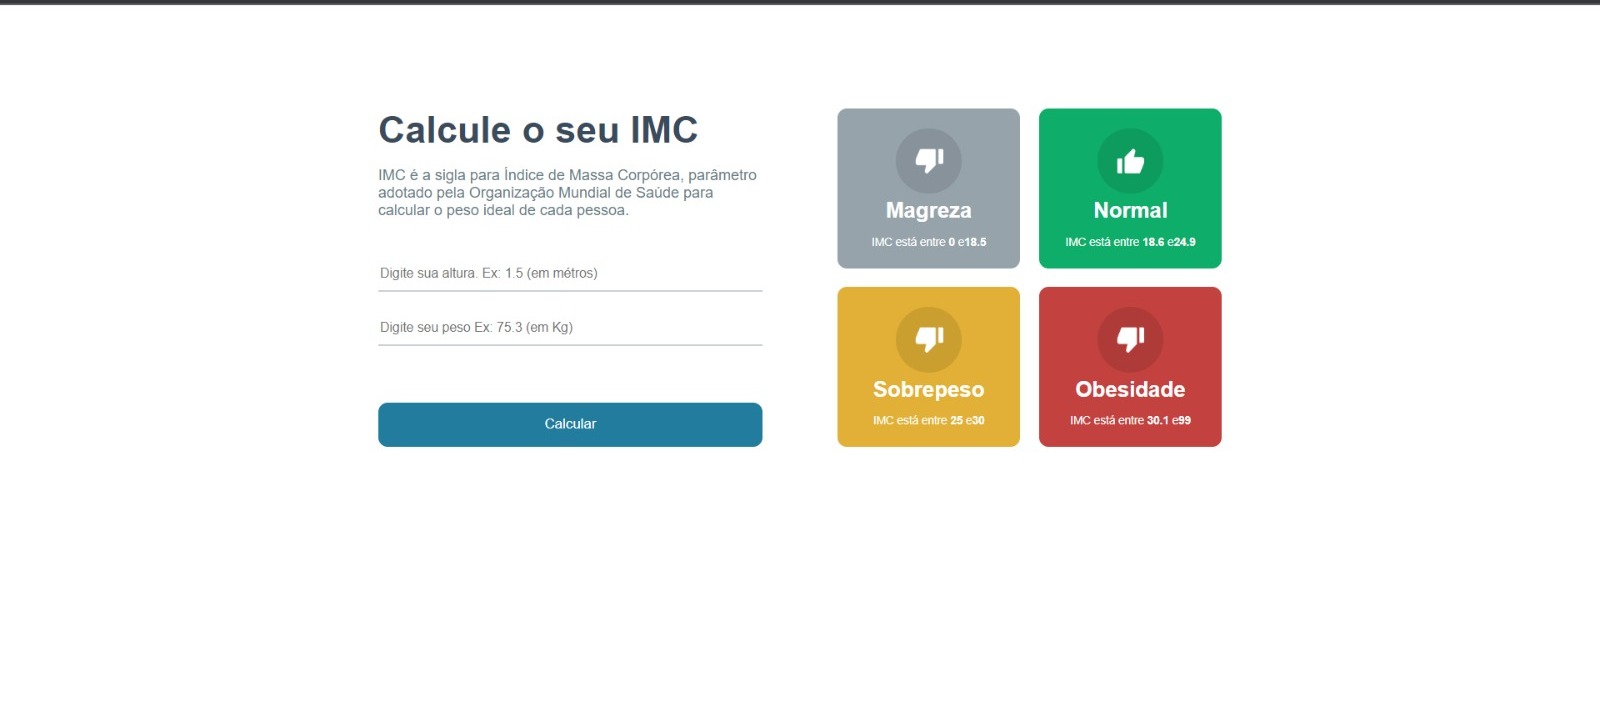 Calcule o seu IMC
IMC é a sigla para Índice de Massa Corpórea, parâmetro
adotado pela Organização Mundial de Saúde para
calcular o peso ideal de cada pessoa.
Digite sua altura. Ex: 1.5 (em métros)
Digite seu peso Ex: 75.3 (em Kg)
Calcular
Magreza
IMC está entre 0 e18.5
Normal
IMC está entre 18.6 e24.9
Sobrepeso
IMC está entre 25 e30
Obesidade
IMC está entre 30.1 e99